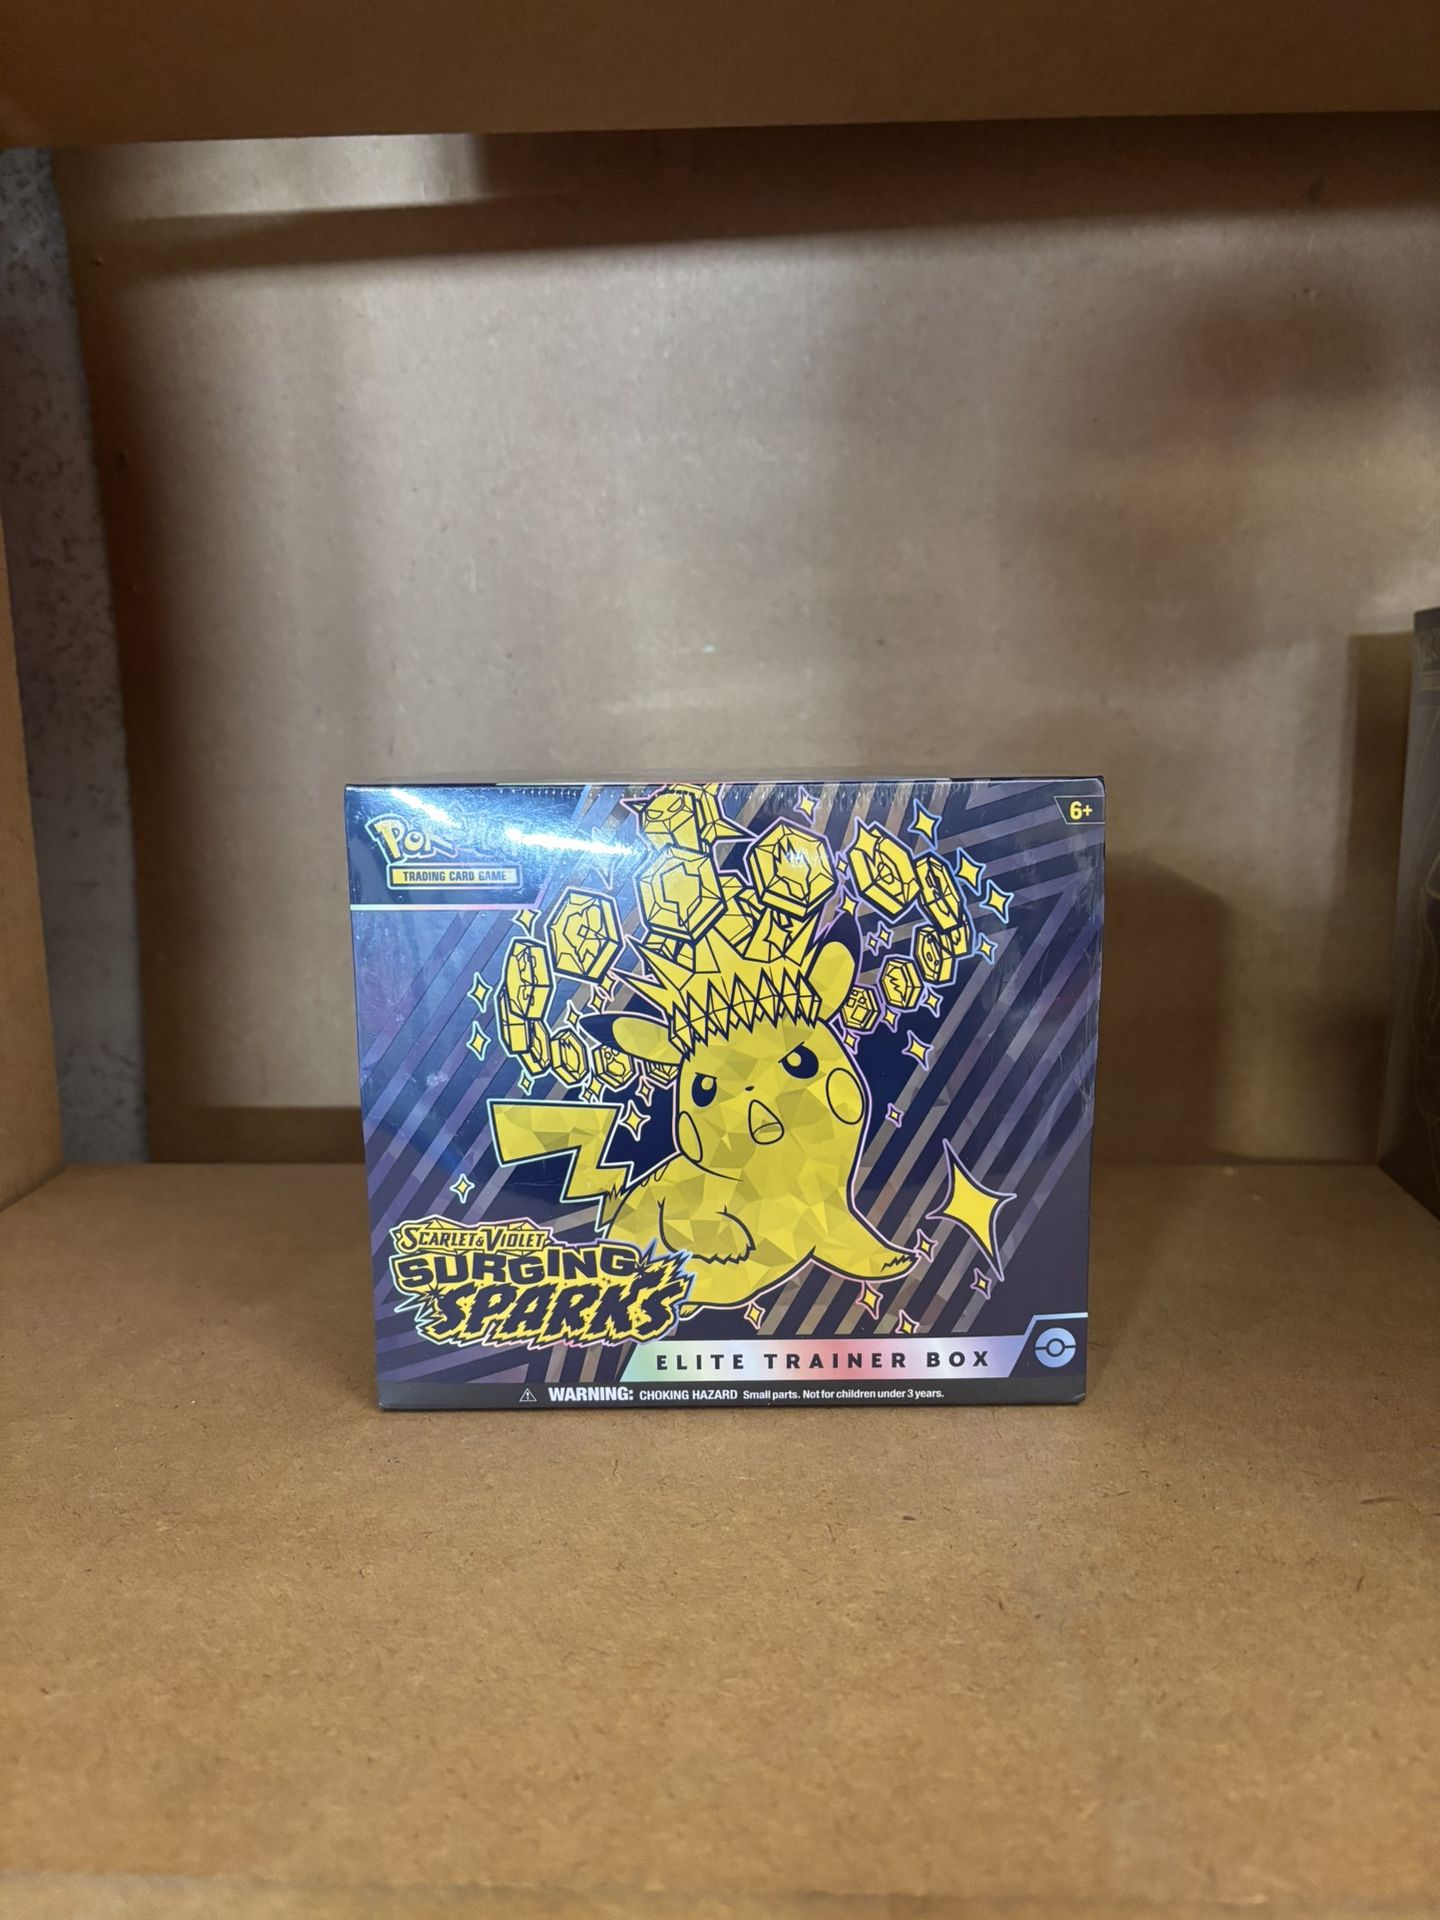 6+
TRADING CARD GAME
SCARLET & VIOLET
SURGING
SPARKS
ELITE TRAINER BOX
WARNING: CHOKING HAZARD Small parts. Not for children under 3 years.